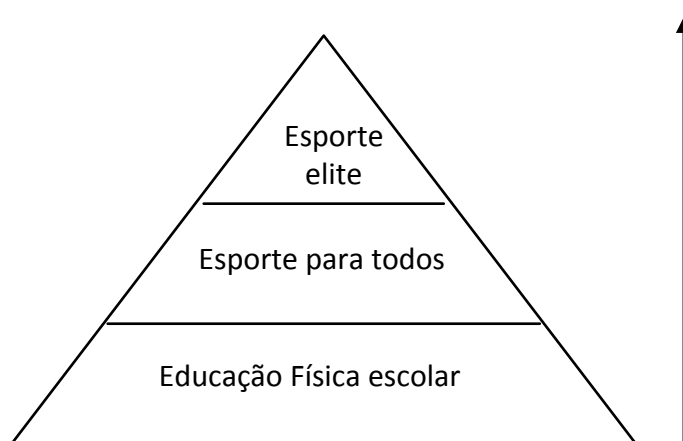 Esporte
elite
Esporte para todos
Educação Física escolar